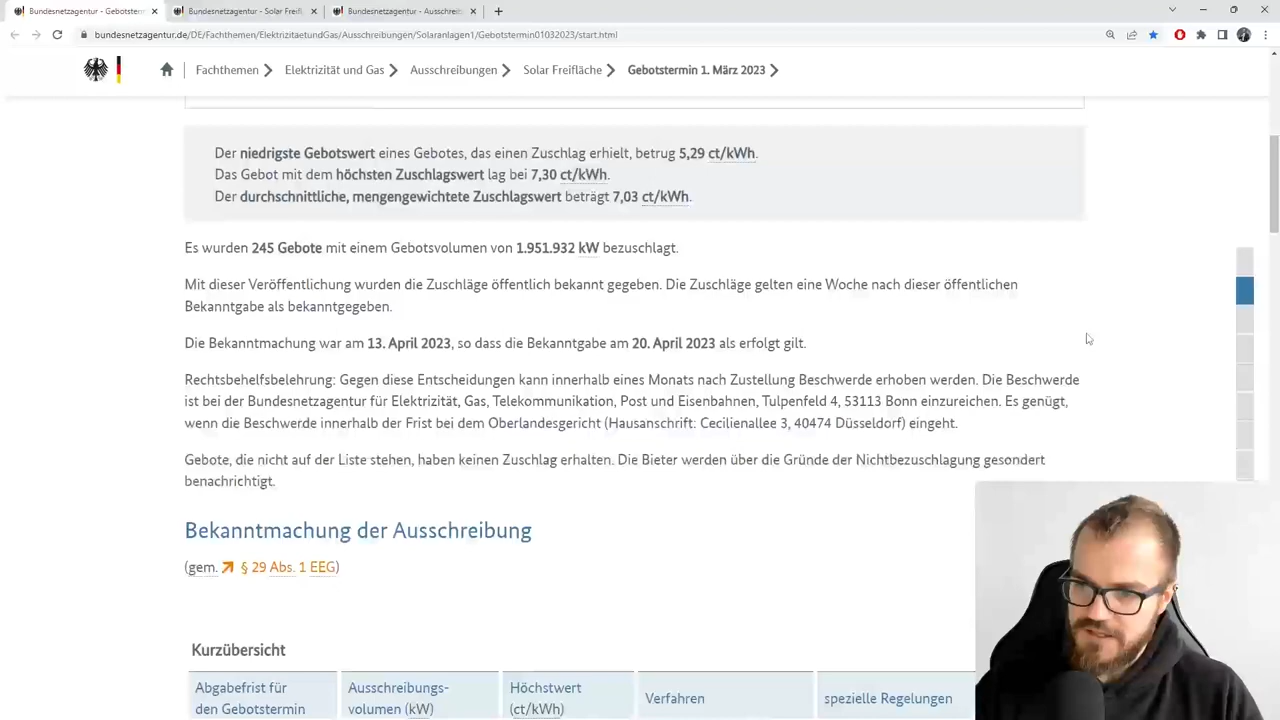 Bundesnetzagentur - Gebotsterm
Bundesnetzagentur - Solar Freifl
Bundesnetzagentur - Ausschreib
bundesnetzagentur.de/DE/Fachthemen/ElektrizitaetundGas/Ausschreibungen/Solaranlagen1/Gebotstermin01032023/start.html
Fachthemen
Elektrizität und Gas
Ausschreibungen
Solar Freifläche
Gebotstermin 1. März 2023
Der niedrigste Gebotswert eines Gebotes, das einen Zuschlag erhielt, betrug 5,29 ct/kWh.
Das Gebot mit dem höchsten Zuschlagswert lag bei 7,30 ct/kWh.
Der durchschnittliche, mengengewichtete Zuschlagswert beträgt 7,03 ct/kWh.
Es wurden 245 Gebote mit einem Gebotsvolumen von 1.951.932 kW bezuschlagt.
Mit dieser Veröffentlichung wurden die Zuschläge öffentlich bekannt gegeben. Die Zuschläge gelten eine Woche nach dieser öffentlichen
Bekanntgabe als bekanntgegeben.
Die Bekanntmachung war am 13. April 2023, so dass die Bekanntgabe am 20. April 2023 als erfolgt gilt.
Rechtsbehelfsbelehrung: Gegen diese Entscheidungen kann innerhalb eines Monats nach Zustellung Beschwerde erhoben werden. Die Beschwerde
ist bei der Bundesnetzagentur für Elektrizität, Gas, Telekommunikation, Post und Eisenbahnen, Tulpenfeld 4, 53113 Bonn einzureichen. Es genügt,
wenn die Beschwerde innerhalb der Frist bei dem Oberlandesgericht (Hausanschrift: Cecilienallee 3, 40474 Düsseldorf) eingeht.
Gebote, die nicht auf der Liste stehen, haben keinen Zuschlag erhalten. Die Bieter werden über die Gründe der Nichtbezuschlagung gesondert
benachrichtigt.
Bekanntmachung der Ausschreibung
(gem. § 29 Abs. 1 EEG)
Kurzübersicht
Abgabefrist für
den Gebotstermin
Ausschreibungs-
volumen (kW)
Höchstwert
(ct/kWh)
Verfahren
spezielle Regelungen